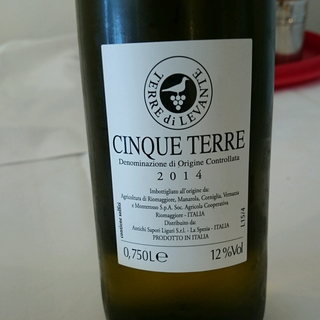 TERRE di LEVANTE
CINQUE TERRE
Denominazione di Origine Controllata
2014
Imbottigliato all'origine da:
Agricoltura di Riomaggiore, Manarola, Corniglia, Vernazza
e Monterosso S.p.A. Soc. Agricola Cooperativa
Riomaggiore - ITALIA
Distribuito da:
Antichi Sapori Liguri S.r.l. - La Spezia - ITALIA
PRODOTTO IN ITALIA
0,750L℮ 12%Vol
contiene solfiti
L15/4